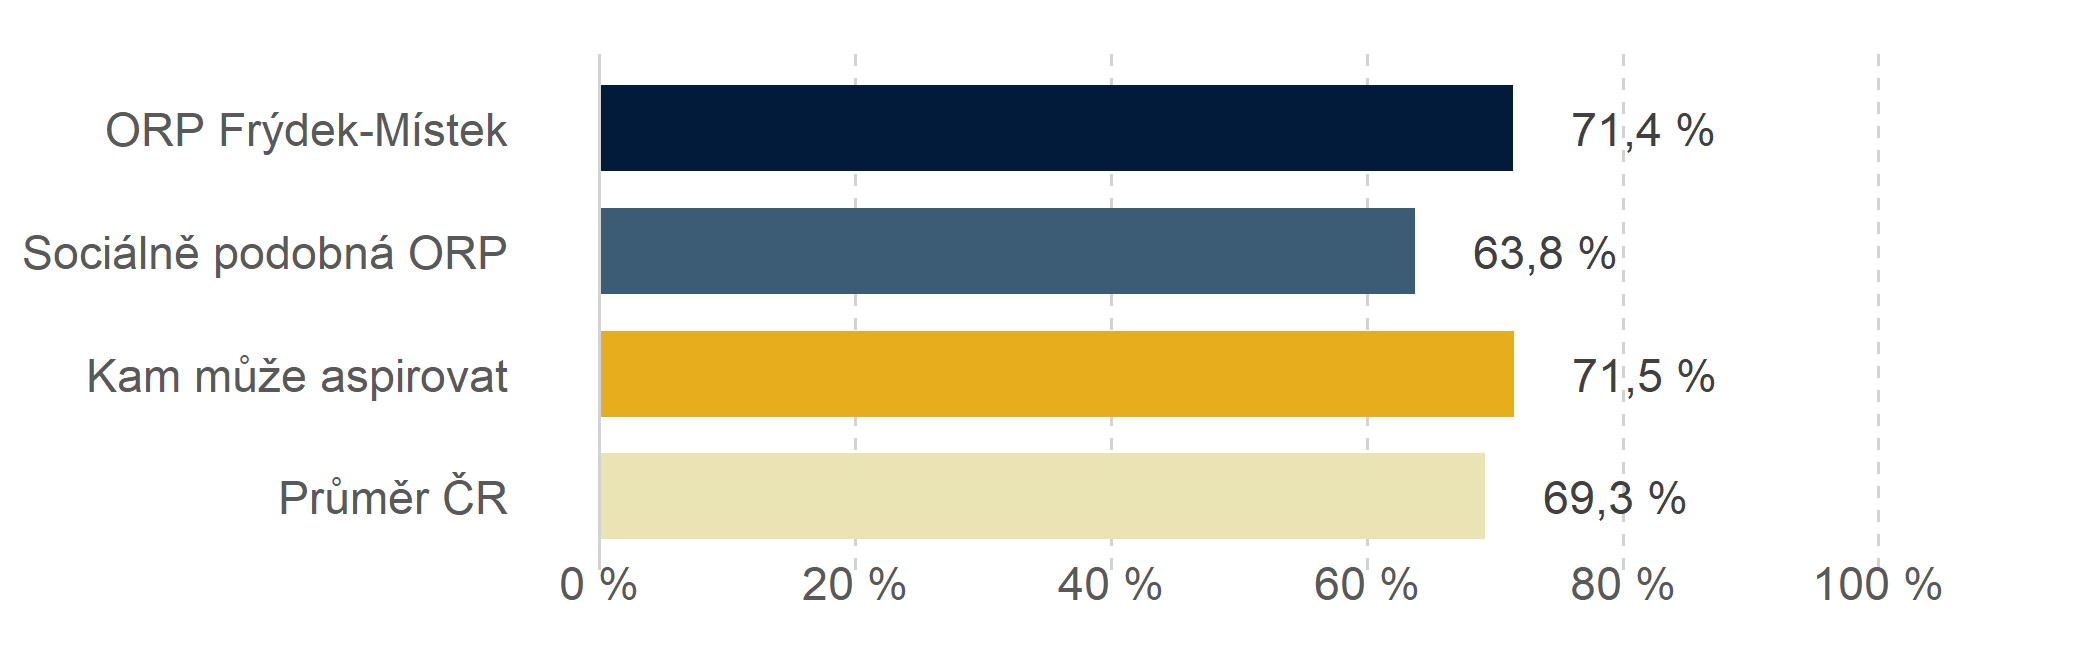 ORP Frýdek-Místek 71,4 %
Sociálně podobná ORP 63,8 %
Kam může aspirovat 71,5 %
Průměr ČR 69,3 %
0 % 20 % 40 % 60 % 80 % 100 %